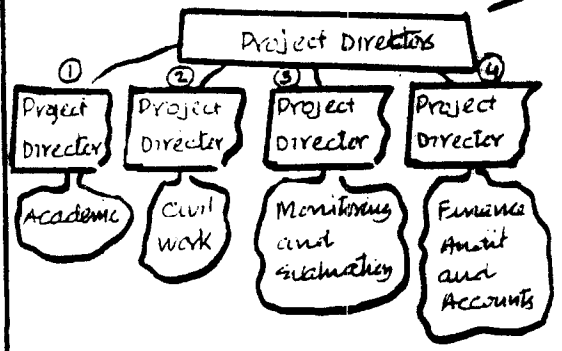 Project Directors
1
Project
Director
Academic
2
Project
Director
Civil
work
3
Project
Director
Monitoring
and
Evaluation
4
Project
Director
Finance
Audit
and
Accounts